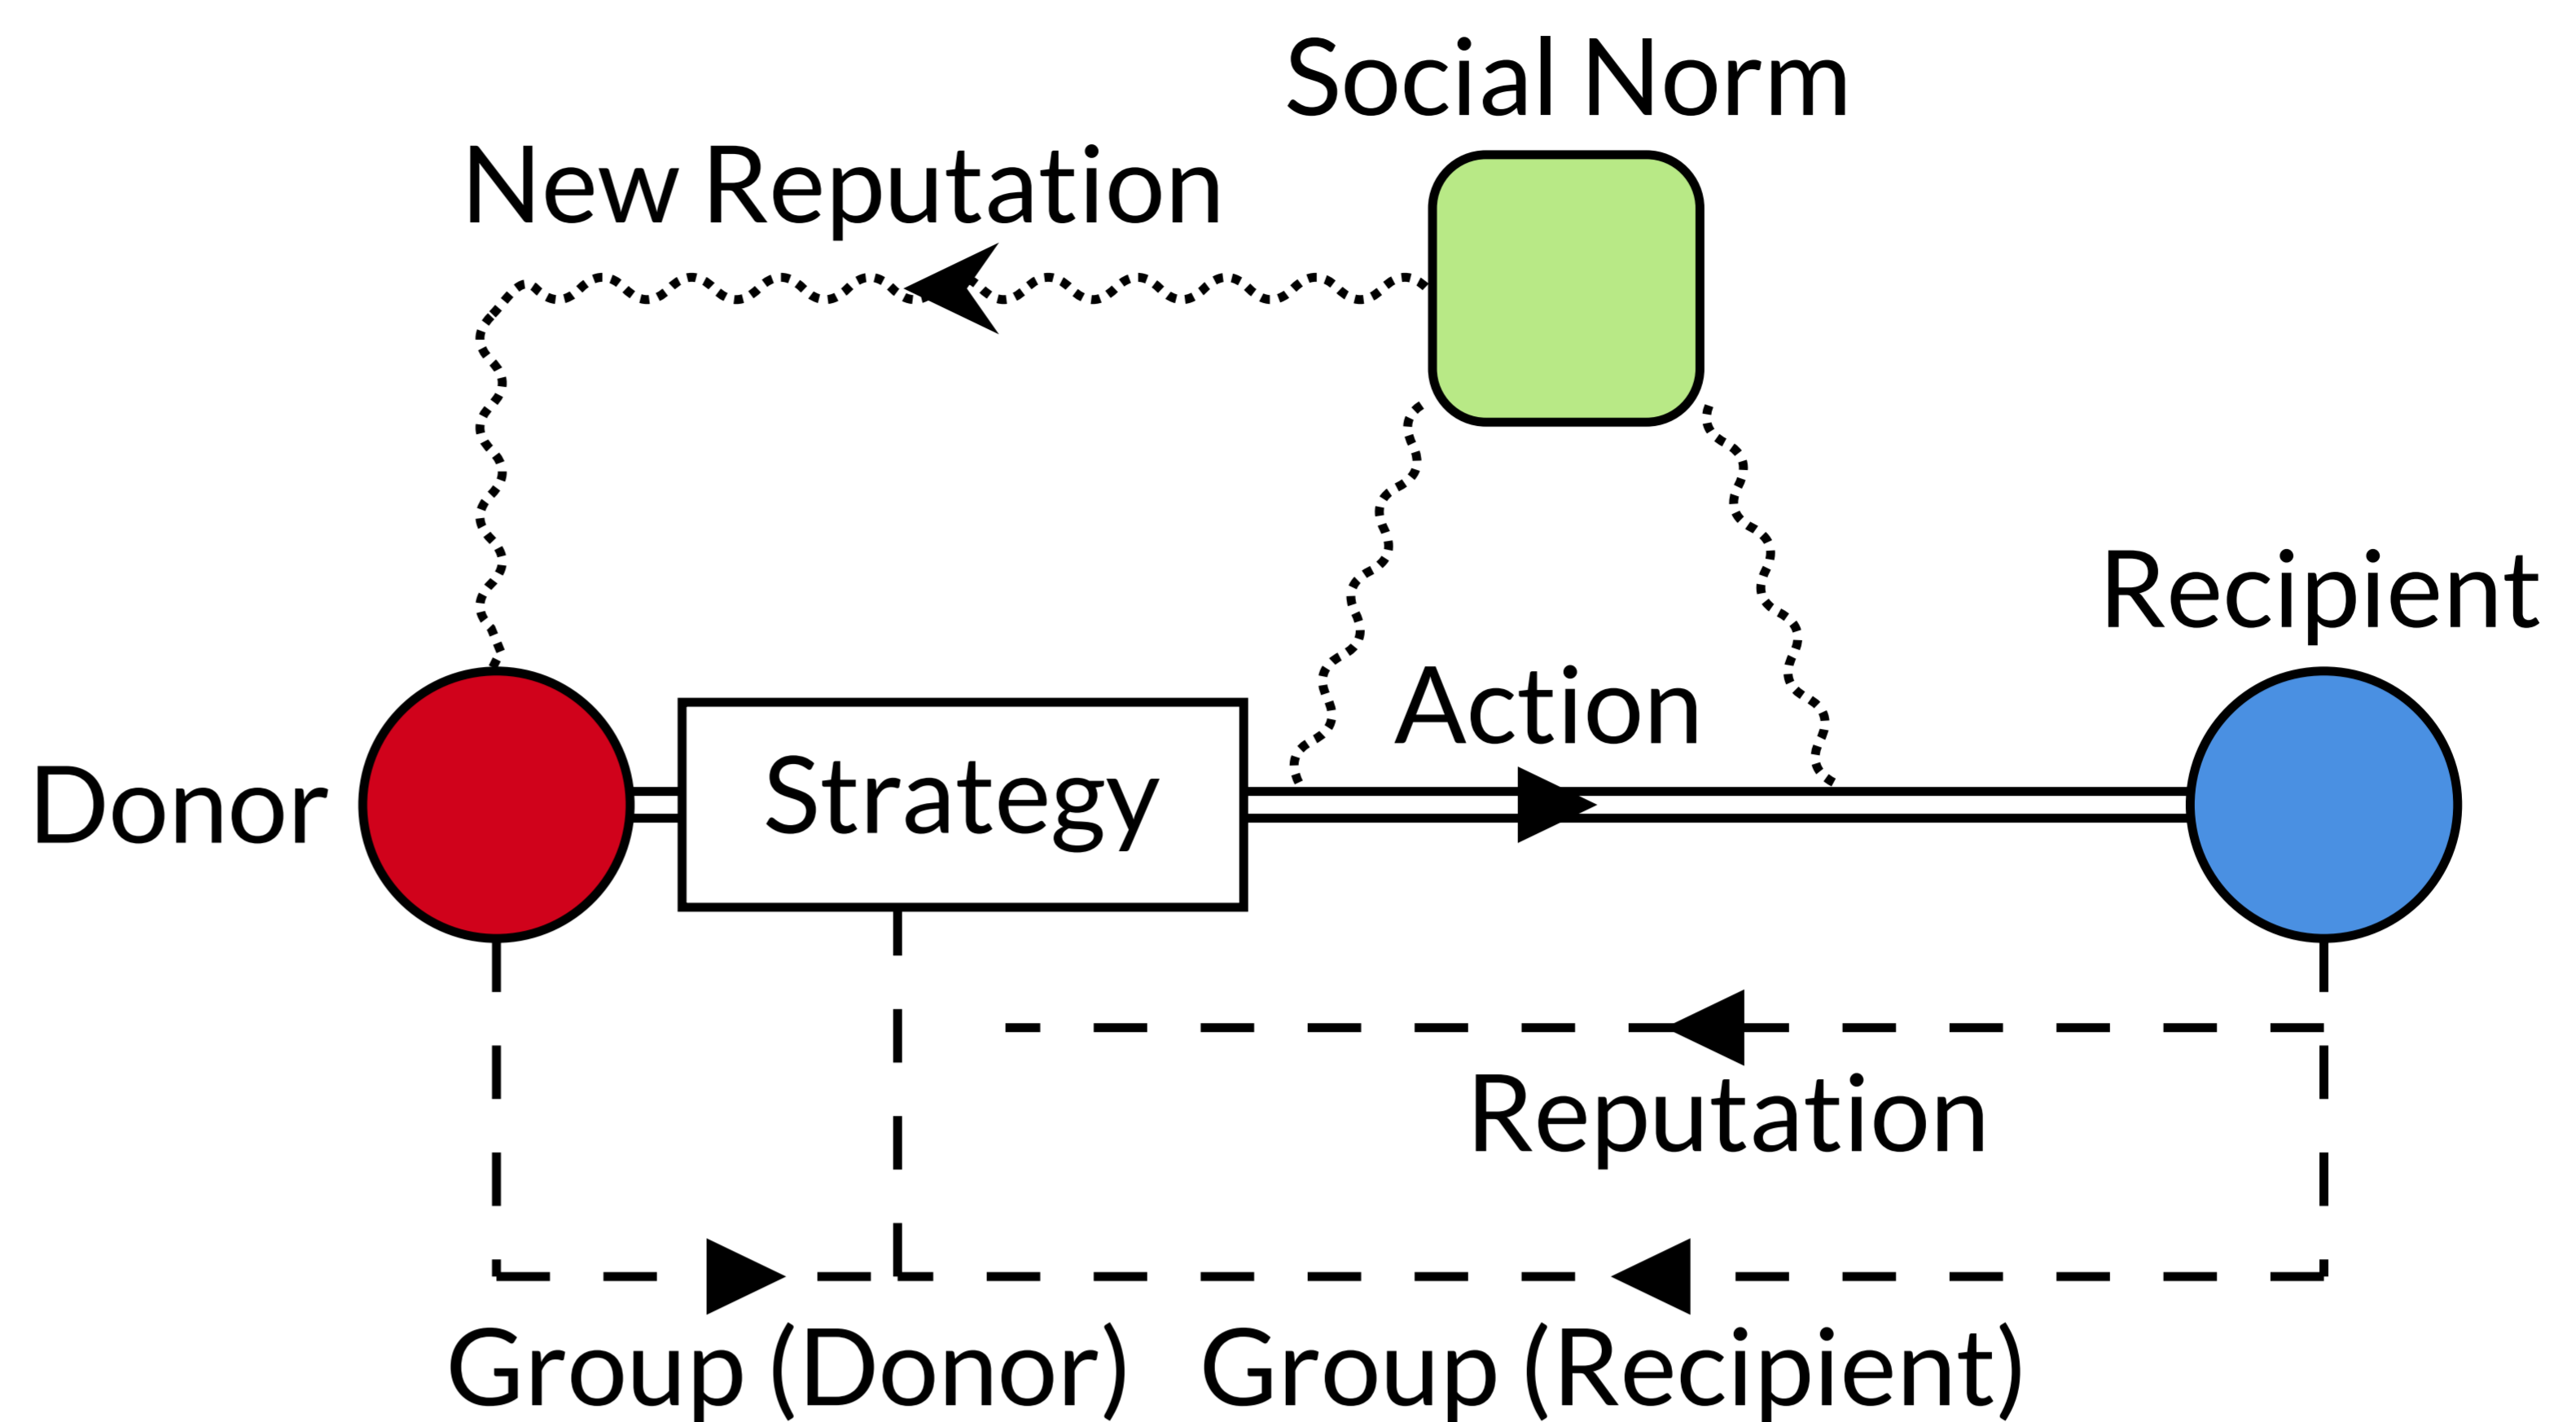 Social Norm
New Reputation
Recipient
Action
Donor
Strategy
Reputation
Group (Donor)
Group (Recipient)